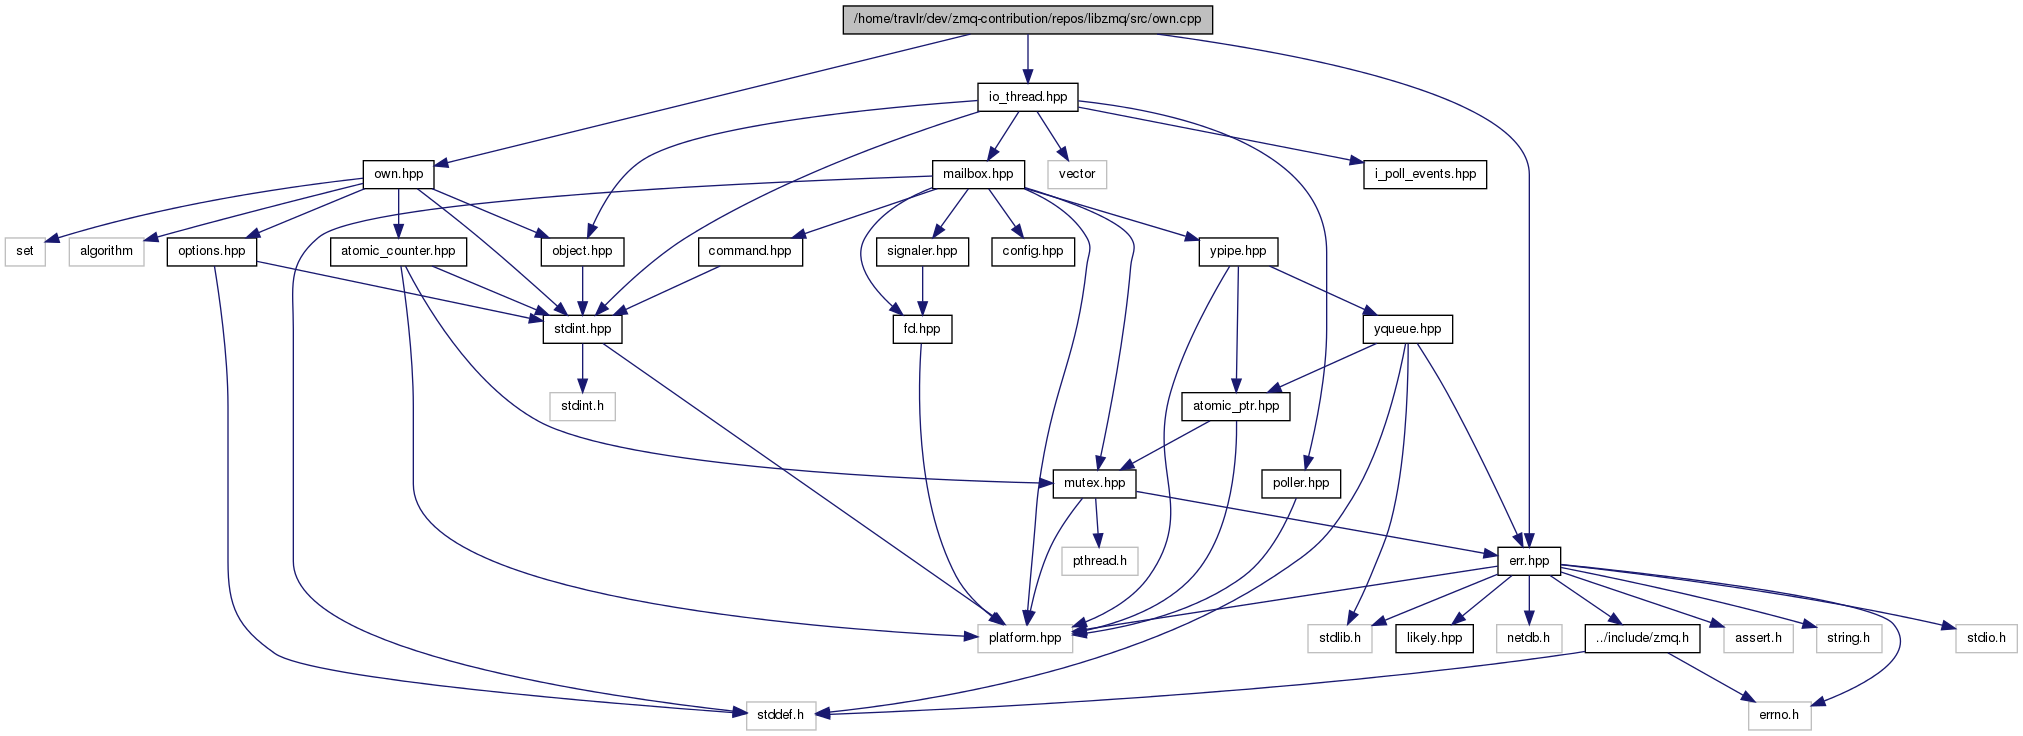 /home/travlr/dev/zmq-contribution/repos/libzmq/src/own.cpp
io_thread.hpp
own.hpp
mailbox.hpp
vector
i_poll_events.hpp
set
algorithm
options.hpp
atomic_counter.hpp
object.hpp
command.hpp
signaler.hpp
config.hpp
ypipe.hpp
stdint.hpp
fd.hpp
yqueue.hpp
stdint.h
atomic_ptr.hpp
mutex.hpp
poller.hpp
pthread.h
err.hpp
platform.hpp
stdlib.h
likely.hpp
netdb.h
../include/zmq.h
assert.h
string.h
stdio.h
stddef.h
errno.h